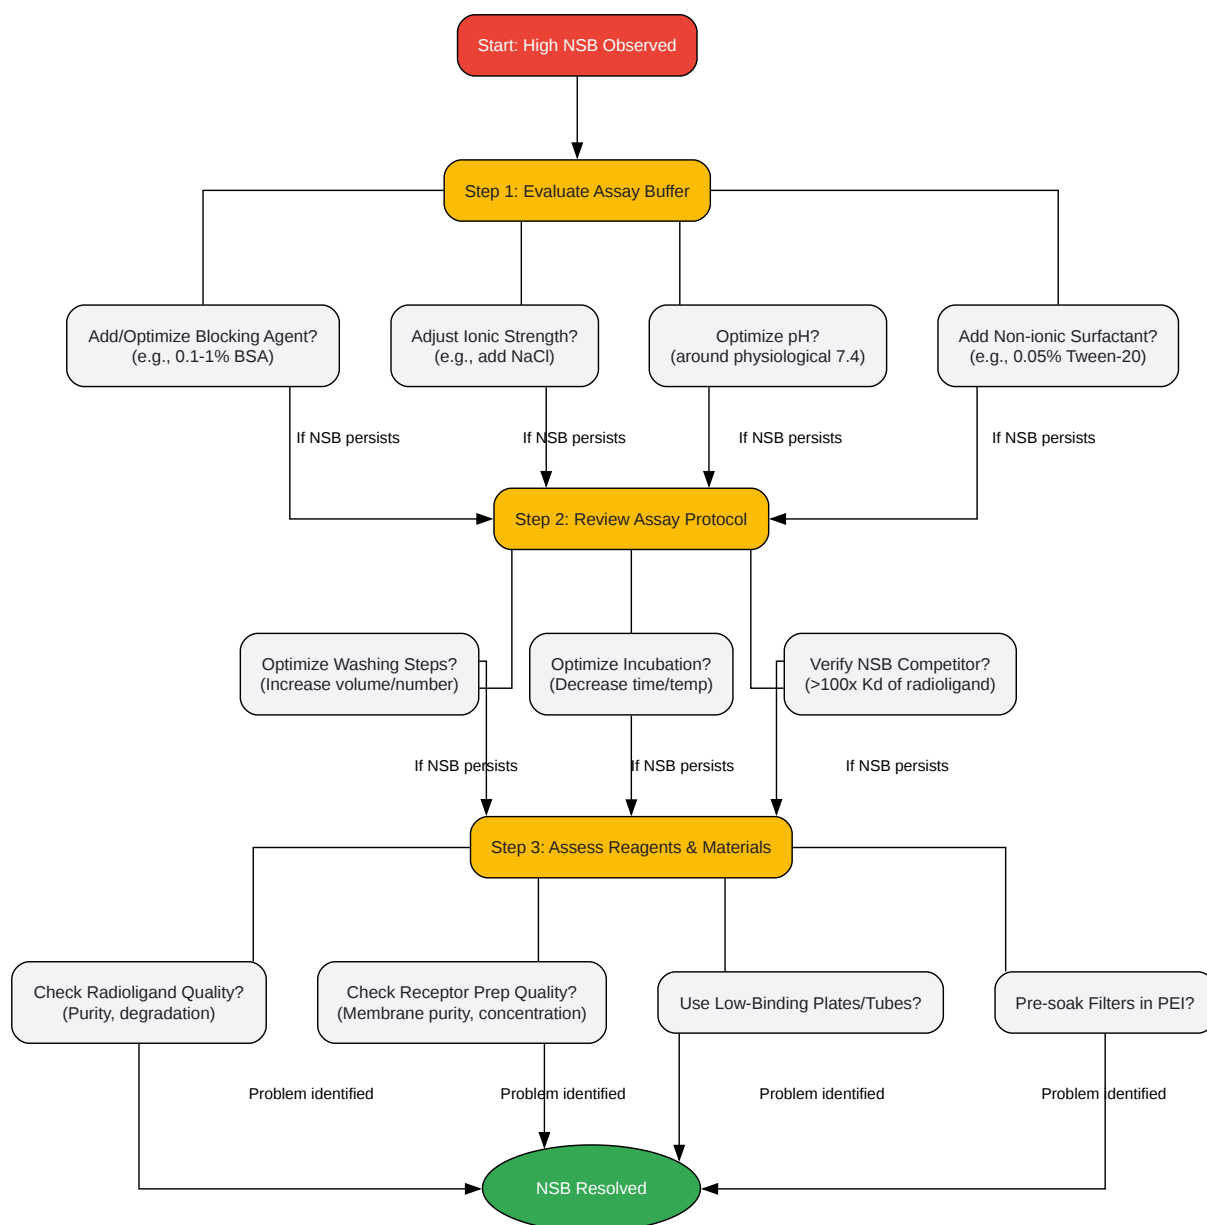 Start: High NSB Observed
Step 1: Evaluate Assay Buffer
Add/Optimize Blocking Agent?
(e.g., 0.1-1% BSA)
Adjust Ionic Strength?
(e.g., add NaCl)
Optimize pH?
(around physiological 7.4)
Add Non-ionic Surfactant?
(e.g., 0.05% Tween-20)
If NSB persists
If NSB persists
If NSB persists
If NSB persists
Step 2: Review Assay Protocol
Optimize Washing Steps?
(Increase volume/number)
Optimize Incubation?
(Decrease time/temp)
Verify NSB Competitor?
(>100x Kd of radioligand)
If NSB persists
If NSB persists
If NSB persists
Step 3: Assess Reagents & Materials
Check Radioligand Quality?
(Purity, degradation)
Check Receptor Prep Quality?
(Membrane purity, concentration)
Use Low-Binding Plates/Tubes?
Pre-soak Filters in PEI?
Problem identified
Problem identified
Problem identified
Problem identified
NSB Resolved